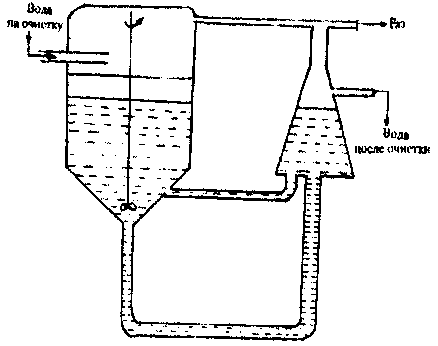 Вода
на очистку
Газ
Вода
после очистки